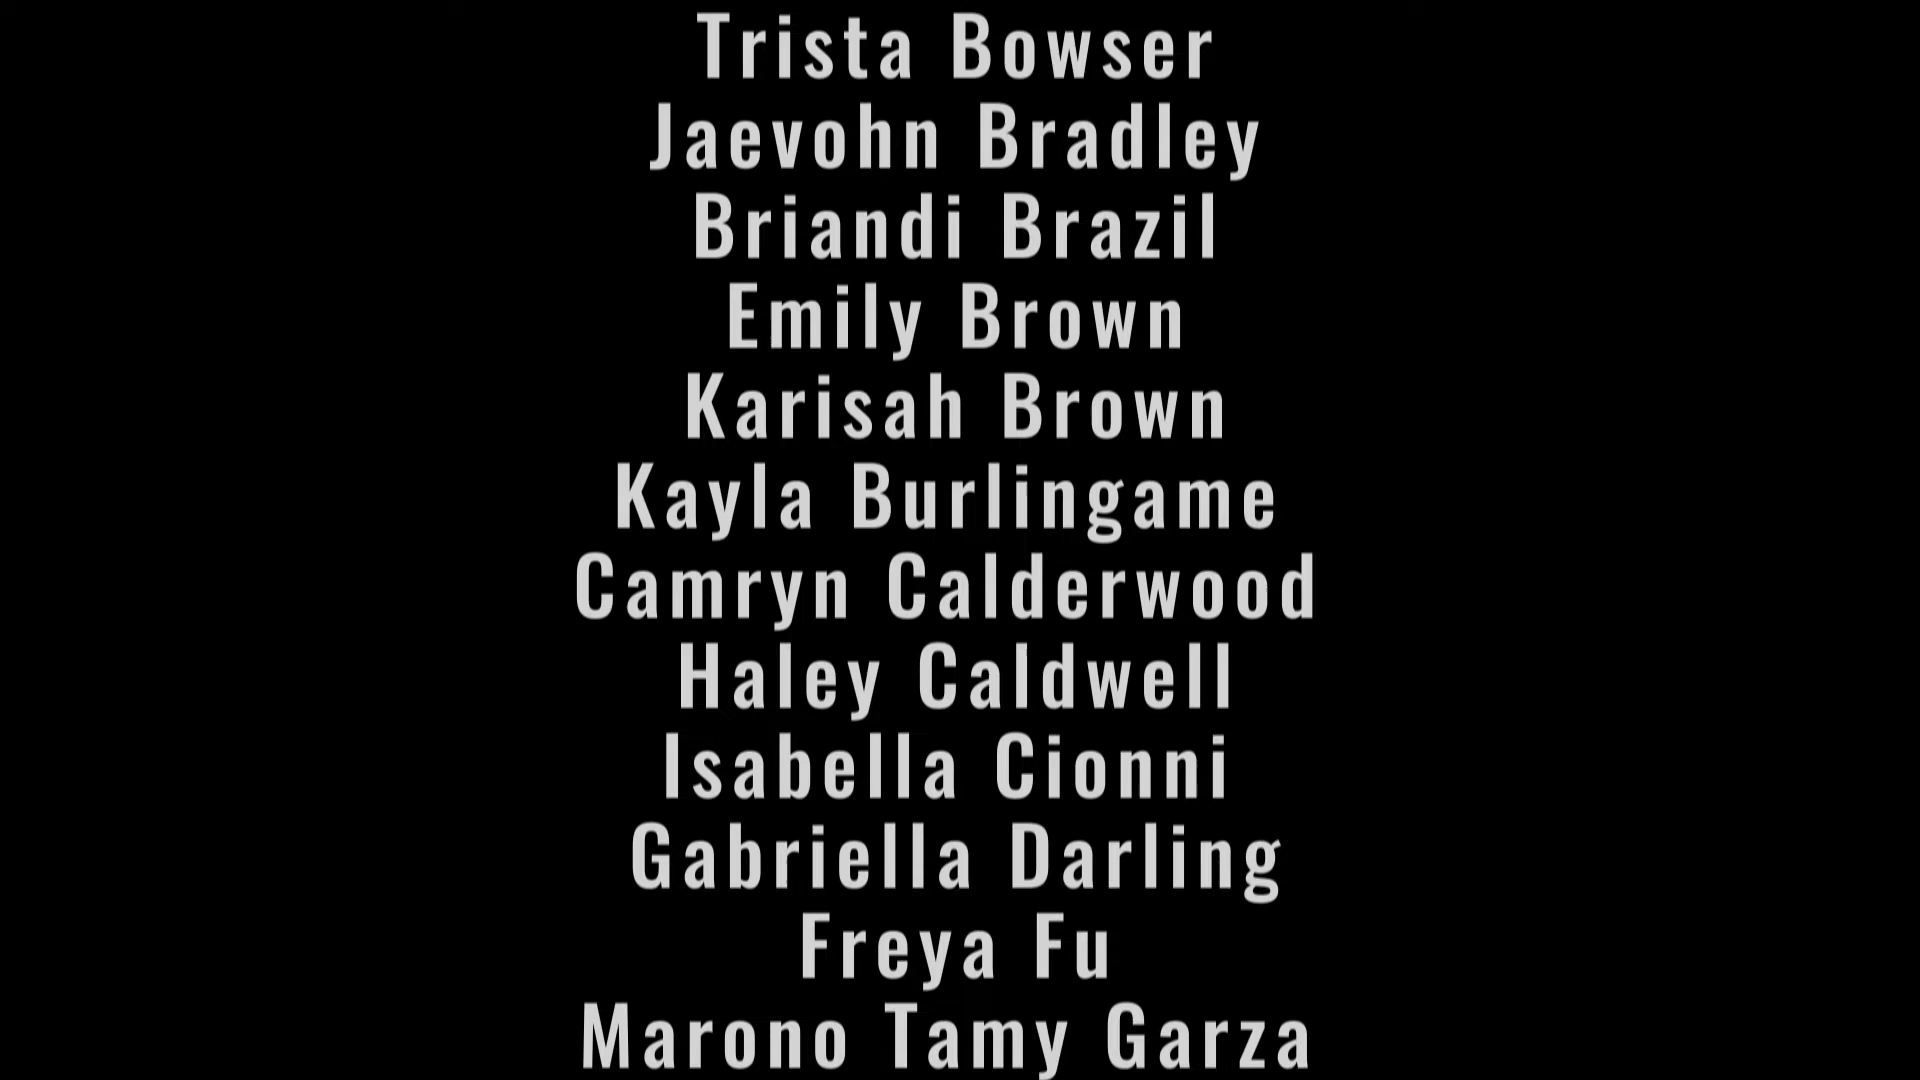 Trista Bowser
Jaevohn Bradley
Briandi Brazil
Emily Brown
Karisah Brown
Kayla Burlingame
Camryn Calderwood
Haley Caldwell
Isabella Cionni
Gabriella Darling
Freya Fu
Marono Tamy Garza